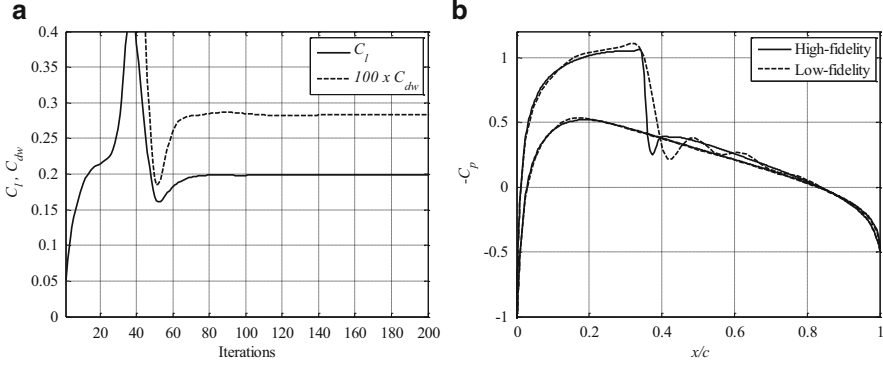 a
0.4
0.35
0.3
0.25
0.2
0.15
0.1
0.05
0
C_l, C_dw
20 40 60 80 100 120 140 160 180 200
Iterations
C_l
100 x C_dw
b
1
0.5
0
-0.5
-1
-C_p
0 0.2 0.4 0.6 0.8 1
x/c
High-fidelity
Low-fidelity